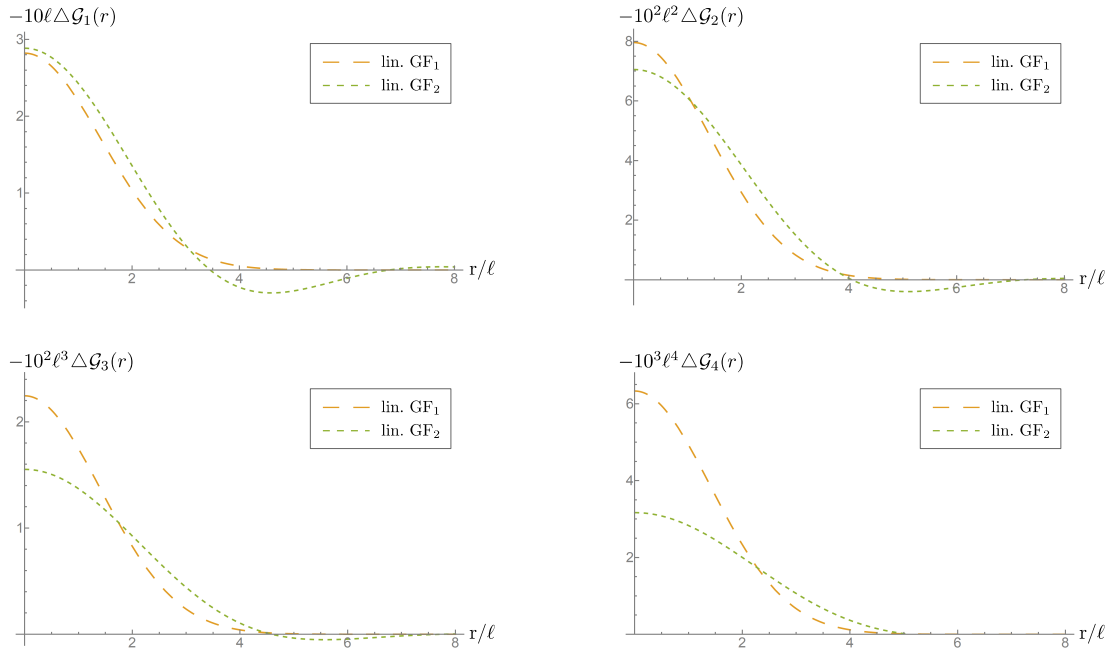 −10ℓ△𝒢₁(r)
3
2
1
2
4
6
8
r/ℓ
lin. GF₁
lin. GF₂
−10²ℓ²△𝒢₂(r)
8
6
4
2
2
4
6
8
r/ℓ
lin. GF₁
lin. GF₂
−10²ℓ³△𝒢₃(r)
2
1
2
4
6
8
r/ℓ
lin. GF₁
lin. GF₂
−10³ℓ⁴△𝒢₄(r)
6
4
2
2
4
6
8
r/ℓ
lin. GF₁
lin. GF₂